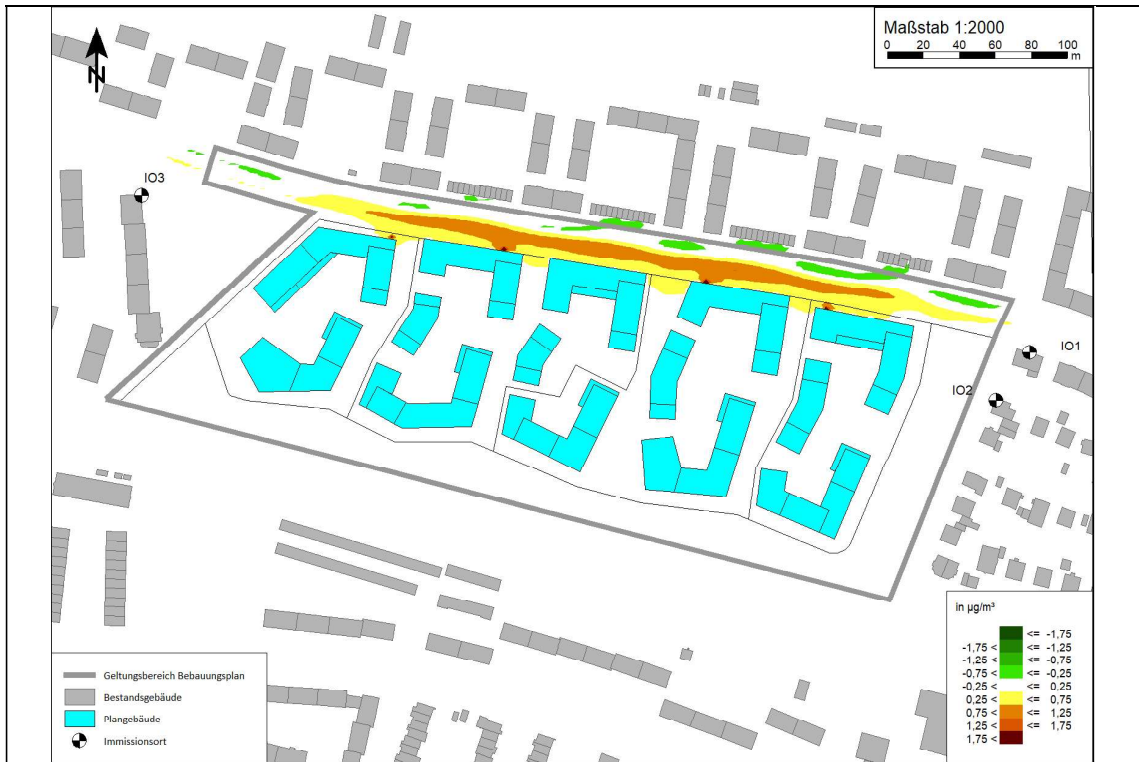 Maßstab 1:2000
0 20 40 60 80 100
m
N
IO3
IO1
IO2
in µg/m³
<= -1,75
-1,75 < <= -1,25
-1,25 < <= -0,75
-0,75 < <= -0,25
-0,25 < <= 0,25
0,25 < <= 0,75
0,75 < <= 1,25
1,25 < <= 1,75
1,75 <
Geltungsbereich Bebauungsplan
Bestandsgebäude
Plangebäude
Immissionsort